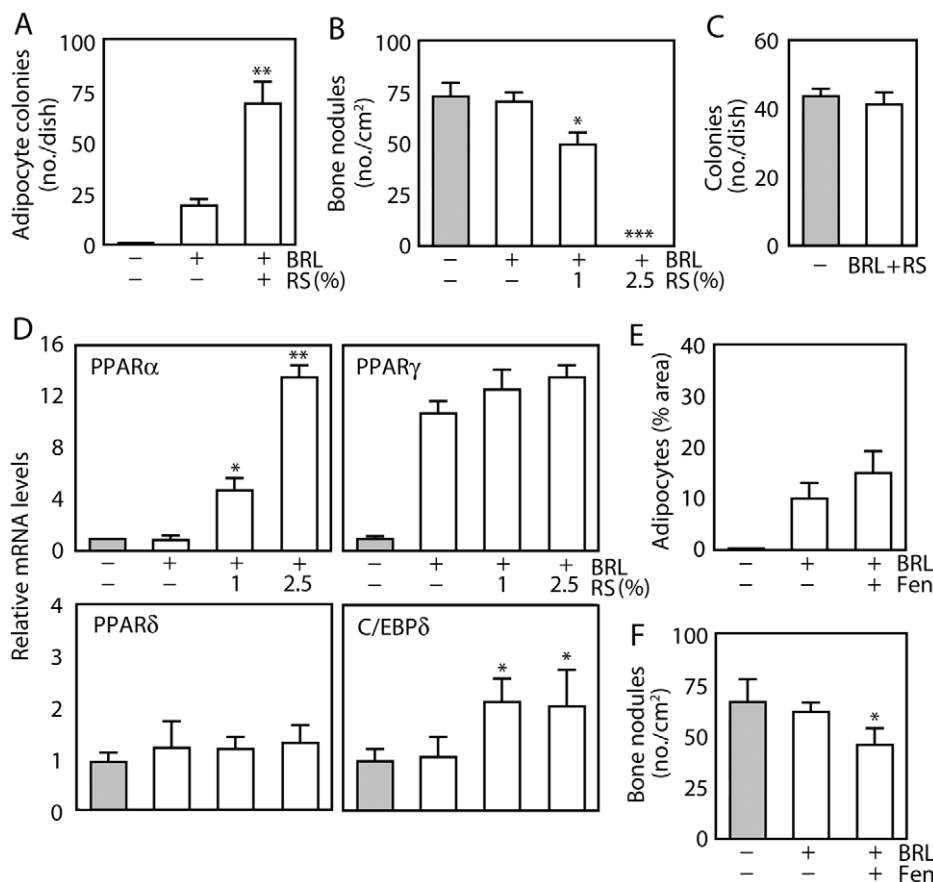 A
Adipocyte colonies
(no./dish)
100
75
50
25
0
**
− + + BRL
− − + RS (%)
B
Bone nodules
(no./cm²)
100
75
50
25
0
*
***
− + + + BRL
− − 1 2.5 RS (%)
C
Colonies
(no./dish)
60
40
20
0
− BRL+RS
D
Relative mRNA levels
16
12
8
4
0
PPARα
*
**
− + + +
− − 1 2.5
PPARγ
− + + + BRL
− − 1 2.5 RS (%)
4
3
2
1
0
PPARδ
C/EBPδ
*
*
E
Adipocytes (% area)
40
30
20
10
0
− + + BRL
− − + Fen
F
Bone nodules
(no./cm²)
100
75
50
25
0
*
− + + BRL
− − + Fen